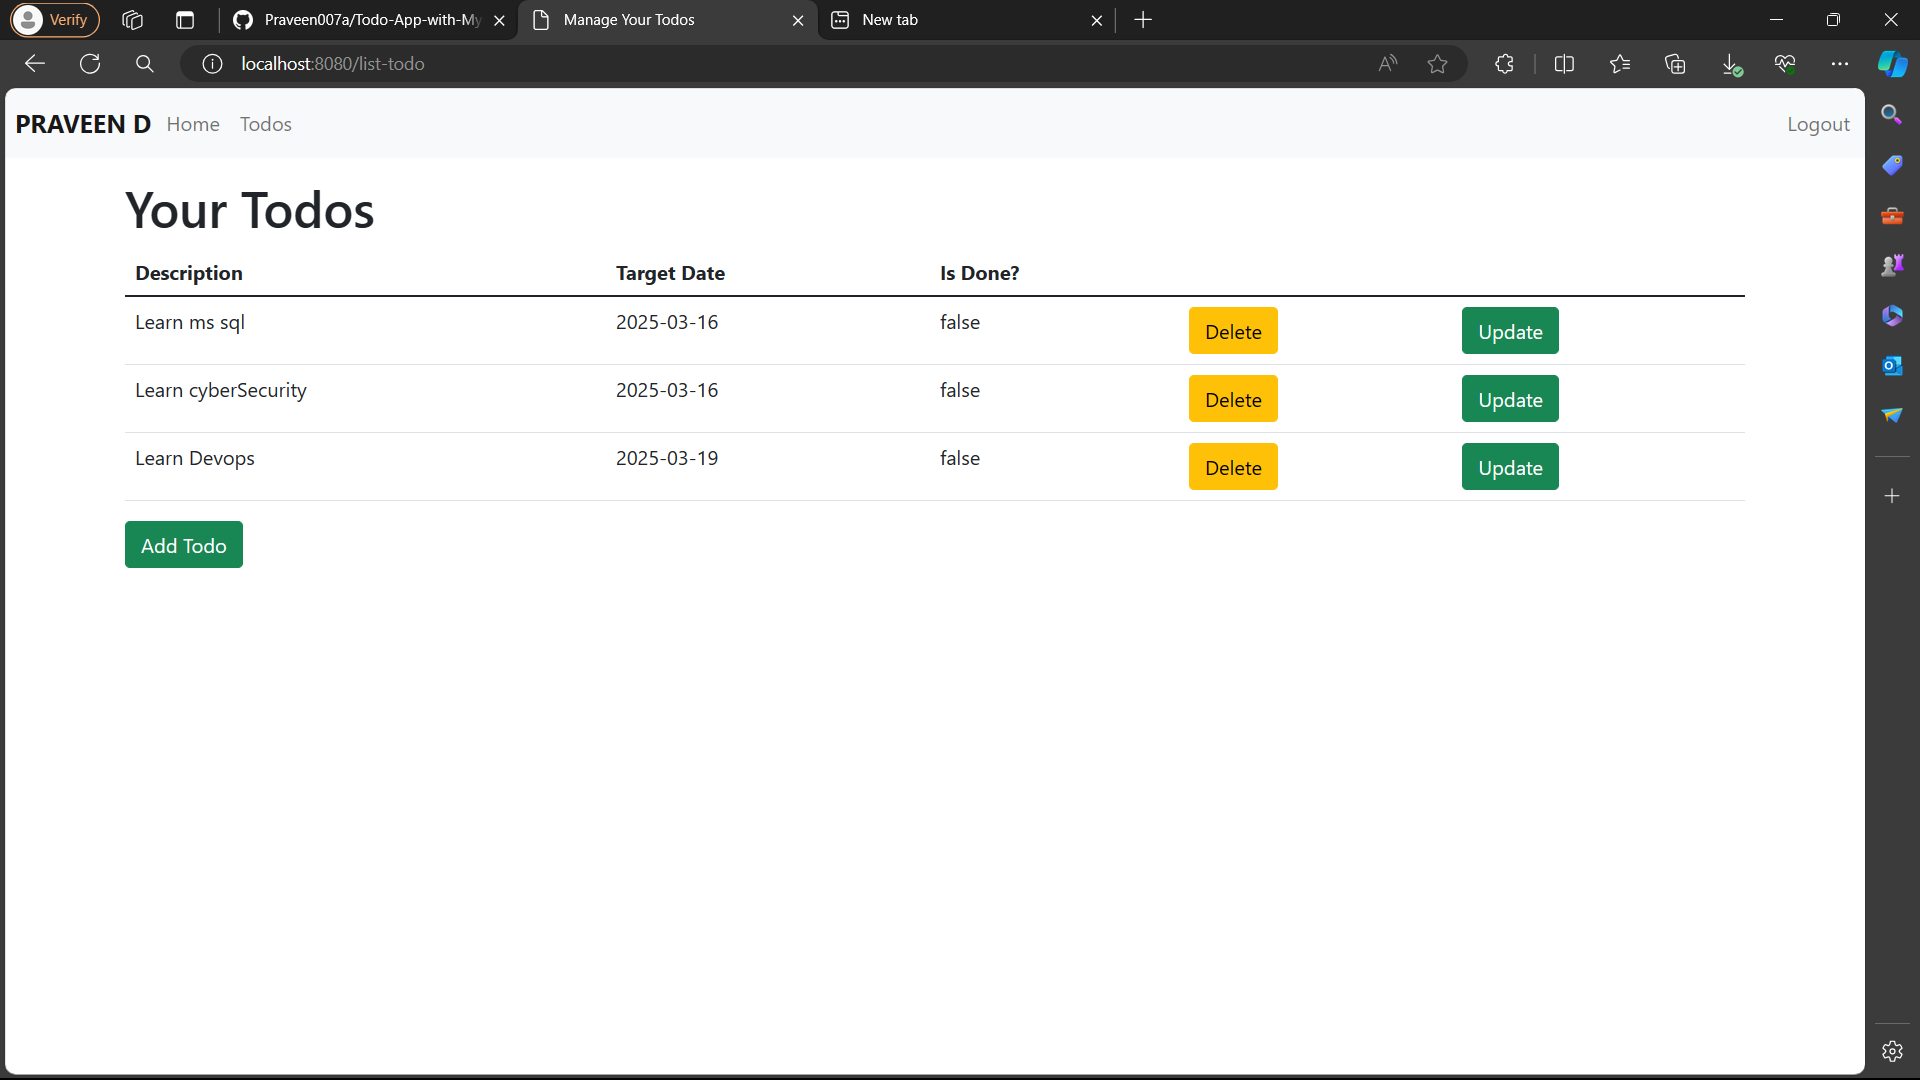 Verify
Praveen007a/Todo-App-with-My
Manage Your Todos
New tab
localhost:8080/list-todo
PRAVEEN D Home Todos Logout
Your Todos
Description Target Date Is Done?
Learn ms sql 2025-03-16 false Delete Update
Learn cyberSecurity 2025-03-16 false Delete Update
Learn Devops 2025-03-19 false Delete Update
Add Todo